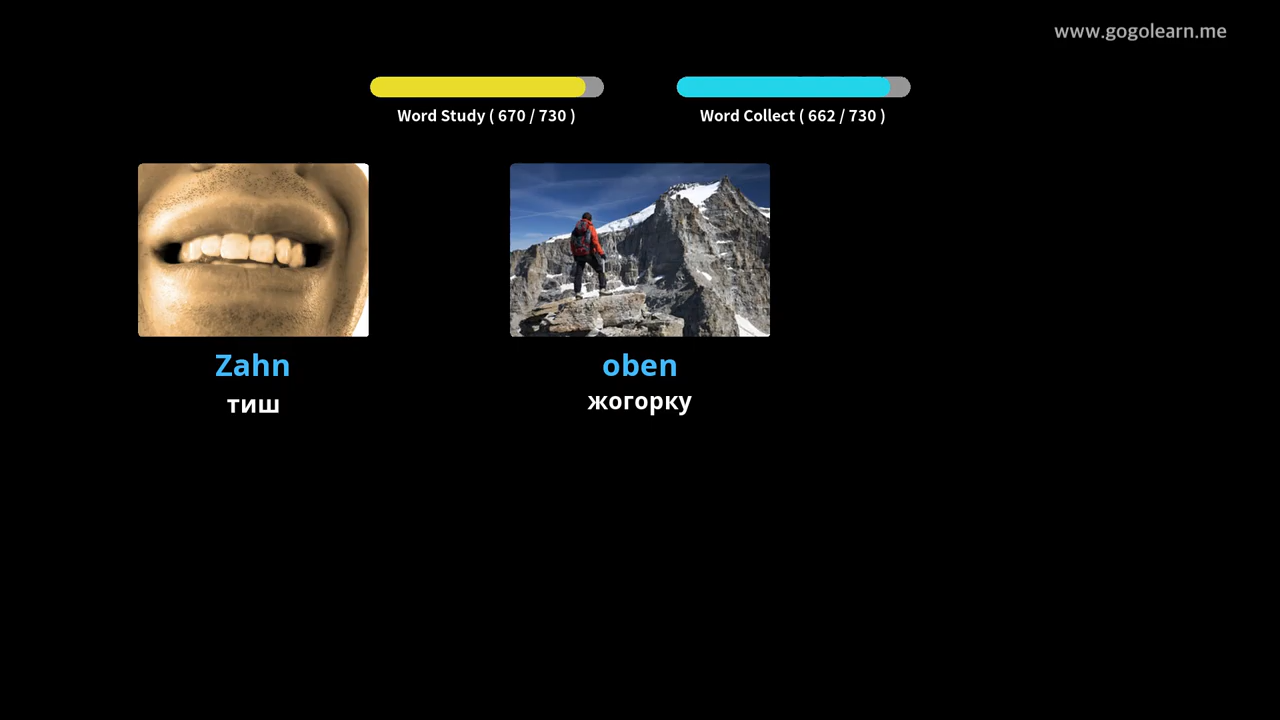 www.gogolearn.me
Word Study ( 670 / 730 )
Word Collect ( 662 / 730 )
Zahn
тиш
oben
жогорку